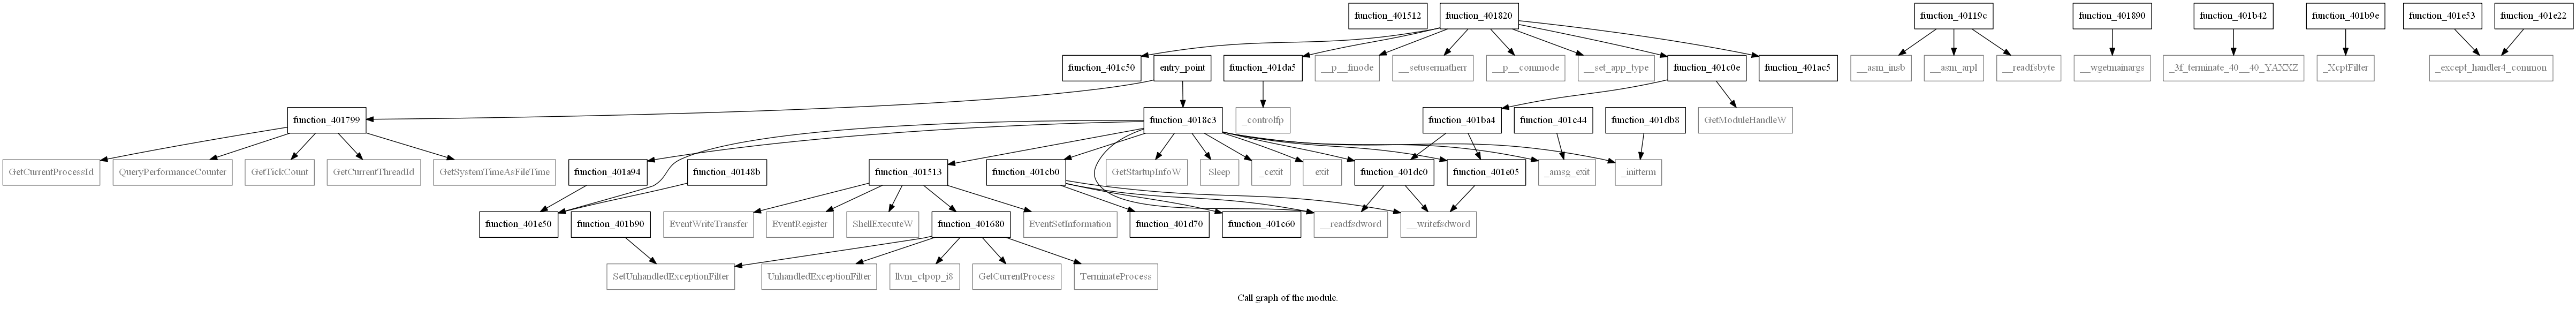 function_401512
function_401820
function_40119c
function_401890
function_401b42
function_401b9e
function_401e53
function_401e22
function_401c50
entry_point
function_401da5
__p__fmode
__setusermatherr
__p__commode
__set_app_type
function_401c0e
function_401ac5
__asm_insb
__asm_arpl
__readfsbyte
__wgetmainargs
_3f_terminate_40__40_YAXXZ
_XcptFilter
_except_handler4_common
function_401799
function_4018c3
_controlfp
function_401ba4
function_401c44
function_401db8
GetModuleHandleW
GetCurrentProcessId
QueryPerformanceCounter
GetTickCount
GetCurrentThreadId
GetSystemTimeAsFileTime
function_401a94
function_40148b
function_401513
function_401cb0
GetStartupInfoW
Sleep
_cexit
exit
function_401dc0
function_401e05
_amsg_exit
_initterm
function_401e50
function_401b90
EventWriteTransfer
EventRegister
ShellExecuteW
function_401680
EventSetInformation
function_401d70
function_401c60
__readfsdword
__writefsdword
SetUnhandledExceptionFilter
UnhandledExceptionFilter
llvm_ctpop_i8
GetCurrentProcess
TerminateProcess
Call graph of the module.